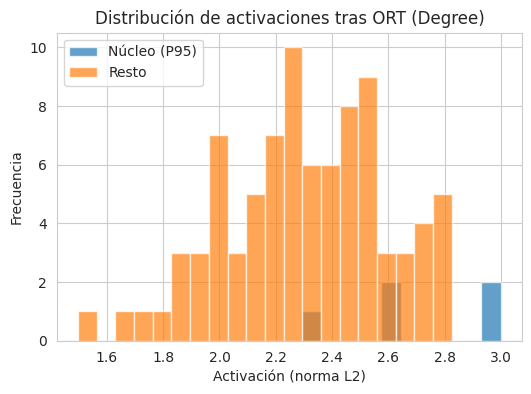 Distribución de activaciones tras ORT (Degree)
Núcleo (P95)
Resto
Frecuencia
10
8
6
4
2
0
1.6 1.8 2.0 2.2 2.4 2.6 2.8 3.0
Activación (norma L2)